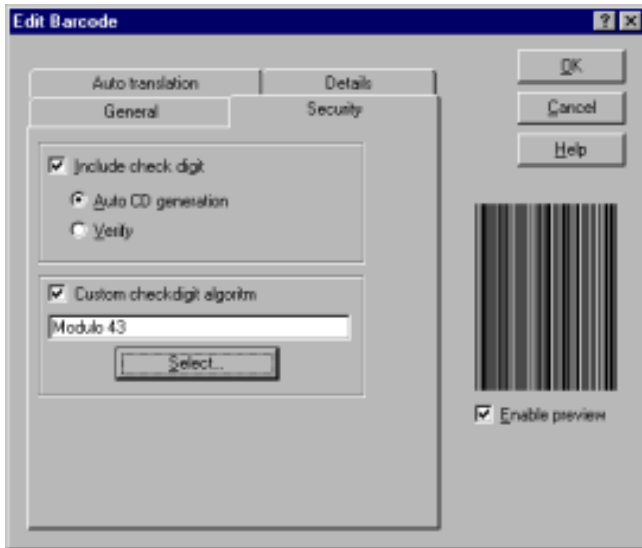 Edit Barcode
Auto translation
Details
General
Security
Include check digit
Auto CD generation
Verify
Custom checkdigit algoritm
Modulo 43
Select...
OK
Cancel
Help
Enable preview